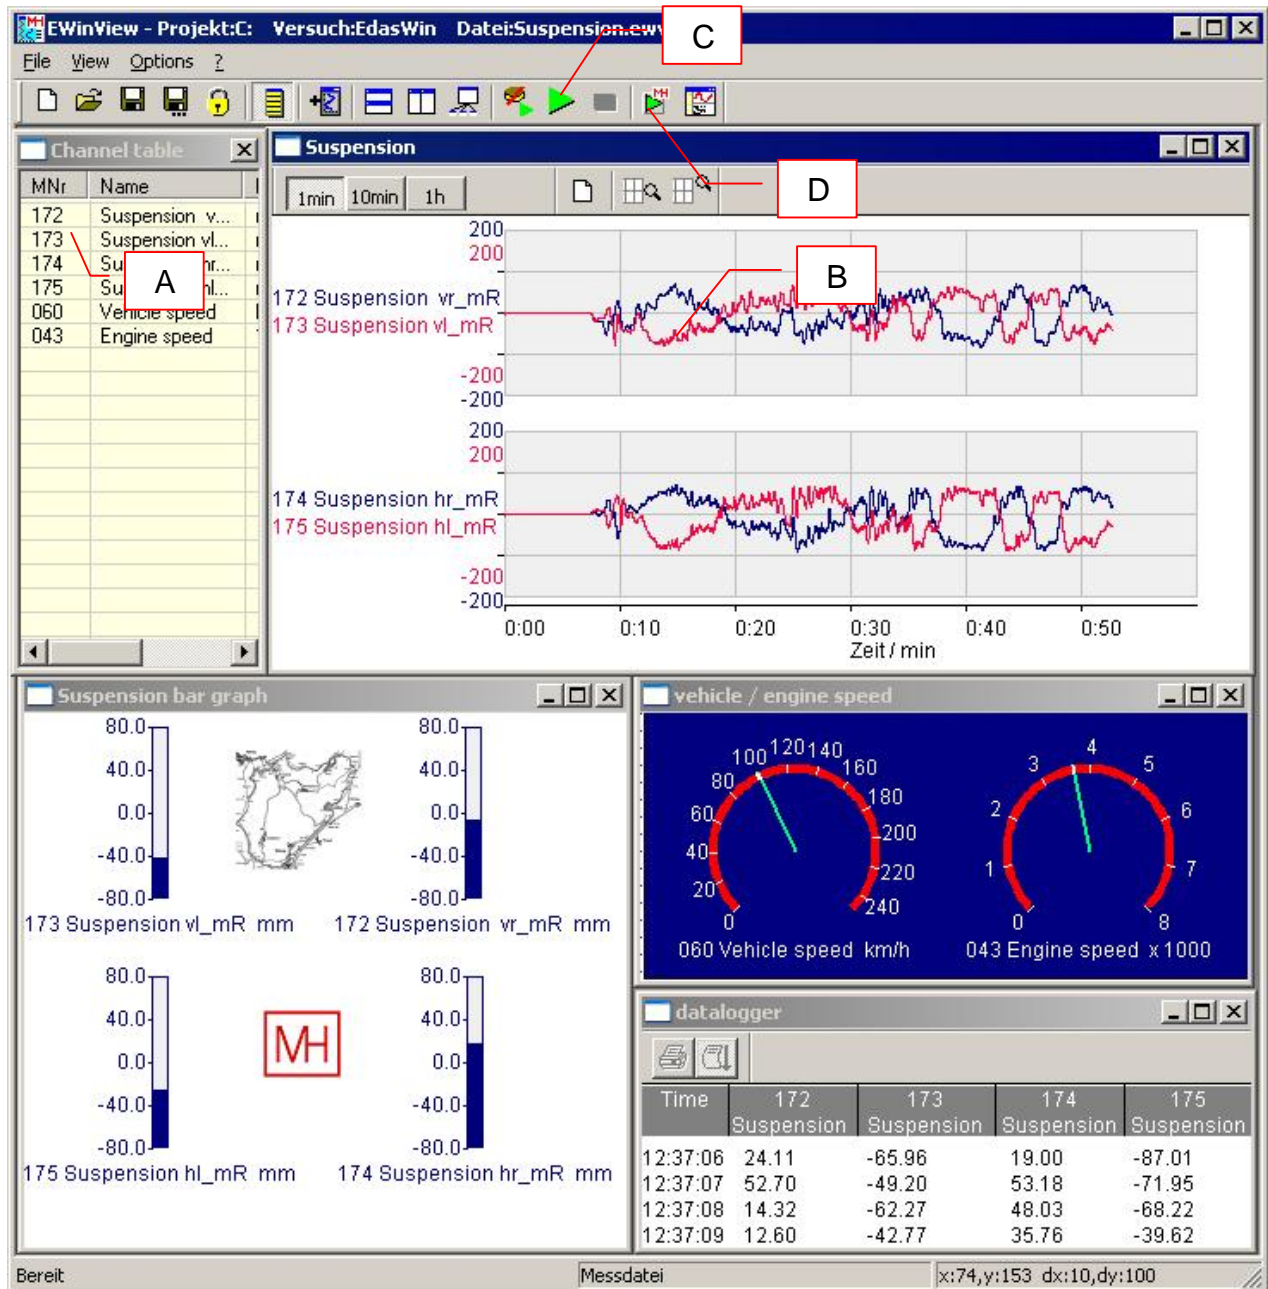 EWinView - Projekt:C: Versuch:EdasWin Datei:Suspension.ewv
C
File View Options ?
Channel table
MNr Name
172 Suspension v...
173 Suspension vl...
174 Su hr...
175 Su l...
060 Vehicle speed
043 Engine speed
A
Suspension
1min 10min 1h
D
B
200
200
172 Suspension vr_mR
173 Suspension vl_mR
-200
-200
200
200
174 Suspension hr_mR
175 Suspension hl_mR
-200
-200
0:00 0:10 0:20 0:30 0:40 0:50
Zeit / min
Suspension bar graph
80.0 80.0
40.0 40.0
0.0 0.0
-40.0 -40.0
-80.0 -80.0
173 Suspension vl_mR mm 172 Suspension vr_mR mm
80.0 80.0
40.0 40.0
MH
0.0 0.0
-40.0 -40.0
-80.0 -80.0
175 Suspension hl_mR mm 174 Suspension hr_mR mm
vehicle / engine speed
0 20 40 60 80 100 120 140 160 180 200 220 240
060 Vehicle speed km/h
0 1 2 3 4 5 6 7 8
043 Engine speed x 1000
datalogger
Time 172 173 174 175
Suspension Suspension Suspension Suspension
12:37:06 24.11 -65.96 19.00 -87.01
12:37:07 52.70 -49.20 53.18 -71.95
12:37:08 14.32 -62.27 48.03 -68.22
12:37:09 12.60 -42.77 35.76 -39.62
Bereit Messdatei x:74,y:153 dx:10,dy:100